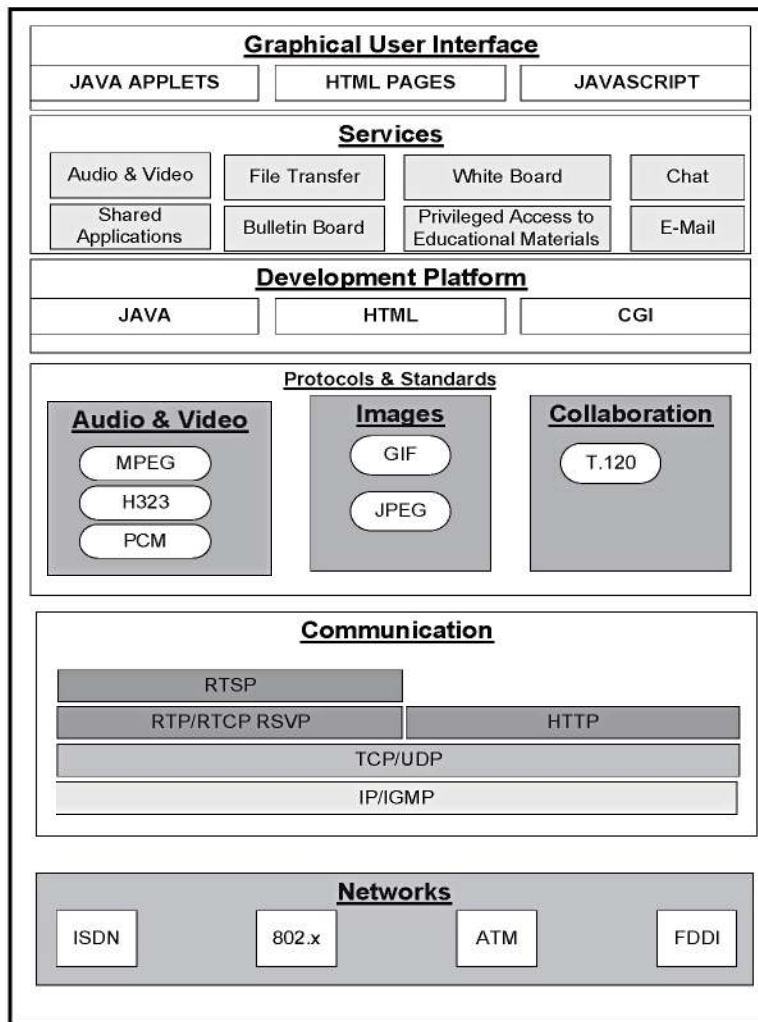 Graphical User Interface
JAVA APPLETS
HTML PAGES
JAVASCRIPT
Services
Audio & Video
File Transfer
White Board
Chat
Shared
Applications
Bulletin Board
Privileged Access to
Educational Materials
E-Mail
Development Platform
JAVA
HTML
CGI
Protocols & Standards
Audio & Video
MPEG
H323
PCM
Images
GIF
JPEG
Collaboration
T.120
Communication
RTSP
RTP/RTCP RSVP
HTTP
TCP/UDP
IP/IGMP
Networks
ISDN
802.x
ATM
FDDI